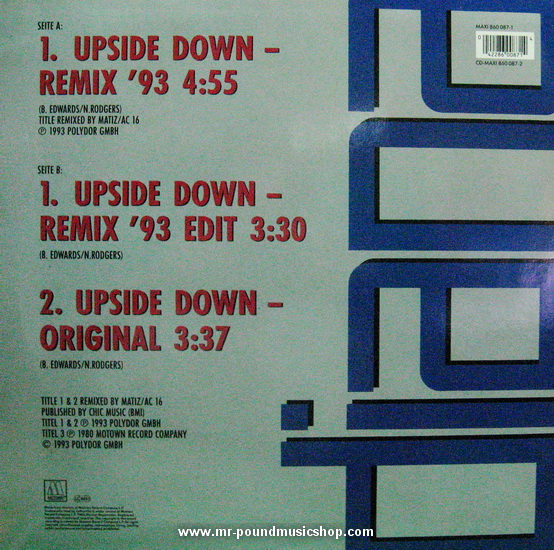 SEITE A:
1. UPSIDE DOWN –
REMIX '93 4:55
(B. EDWARDS/N.RODGERS)
TITLE REMIXED BY MATIZ/AC 16
℗ 1993 POLYDOR GMBH
SEITE B:
1. UPSIDE DOWN –
REMIX '93 EDIT 3:30
(B. EDWARDS/N.RODGERS)
2. UPSIDE DOWN –
ORIGINAL 3:37
(B. EDWARDS/N.RODGERS)
TITLE 1 & 2 REMIXED BY MATIZ/AC 16
PUBLISHED BY CHIC MUSIC (BMI)
TITEL 1 & 2 ℗ 1993 POLYDOR GMBH
TITEL 3 ℗ 1980 MOTOWN RECORD COMPANY
© 1993 POLYDOR GMBH
MAXI 860 087-1
CD-MAXI 860 087-2
diana
MOTOWN
www.mr-poundmusicshop.com